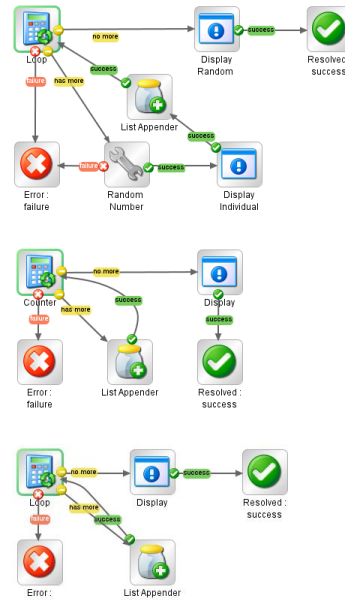 no more
success
Loop
Display
Random
Resolved
success
failure
has more
success
List Appender
success
failure
success
Error :
failure
Random
Number
Display
Individual
no more
success
Counter
Display
failure
has more
success
Error :
failure
List Appender
Resolved :
success
no more
success
Loop
Display
Resolved :
success
has more
failure
success
Error :
List Appender